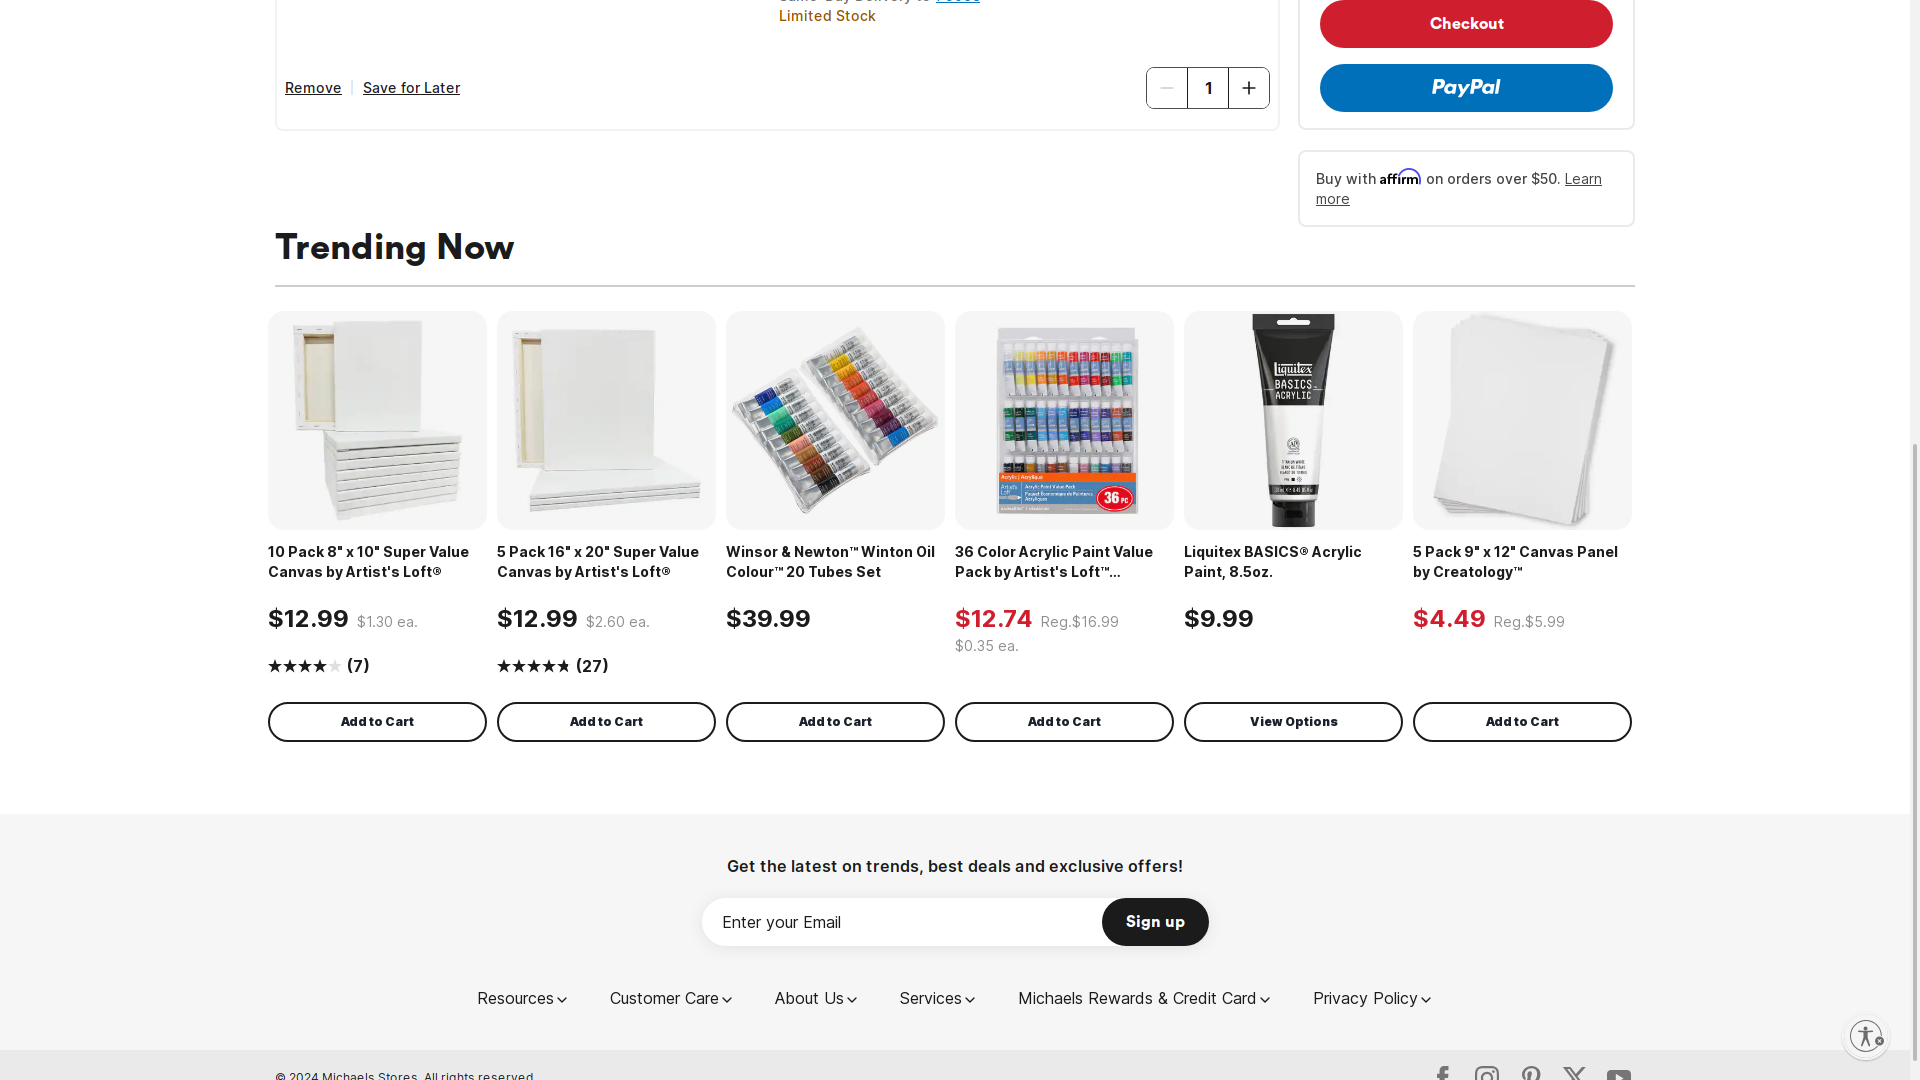 Limited Stock
Remove
Save for Later
1
Checkout
PayPal
Buy with affirm on orders over $50. Learn
more
Trending Now
Liquitex
BASICS
ACRYLIC
36 PC
10 Pack 8" x 10" Super Value
Canvas by Artist's Loft®
5 Pack 16" x 20" Super Value
Canvas by Artist's Loft®
Winsor & Newton™ Winton Oil
Colour™ 20 Tubes Set
36 Color Acrylic Paint Value
Pack by Artist's Loft™...
Liquitex BASICS® Acrylic
Paint, 8.5oz.
5 Pack 9" x 12" Canvas Panel
by Creatology™
$12.99 $1.30 ea.
$12.99 $2.60 ea.
$39.99
$12.74 Reg.$16.99
$0.35 ea.
$9.99
$4.49 Reg.$5.99
(7)
(27)
Add to Cart
Add to Cart
Add to Cart
Add to Cart
View Options
Add to Cart
Get the latest on trends, best deals and exclusive offers!
Enter your Email
Sign up
Resources
Customer Care
About Us
Services
Michaels Rewards & Credit Card
Privacy Policy
© 2024 Michaels Stores. All rights reserved.